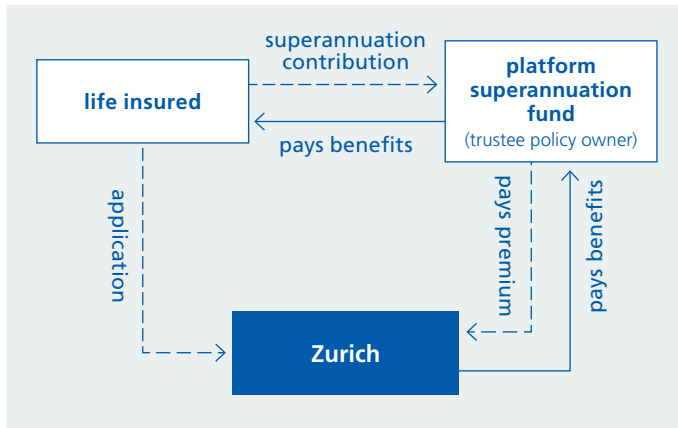 superannuation
contribution
life insured
platform
superannuation
fund
(trustee policy owner)
pays benefits
application
pays premium
pays benefits
Zurich